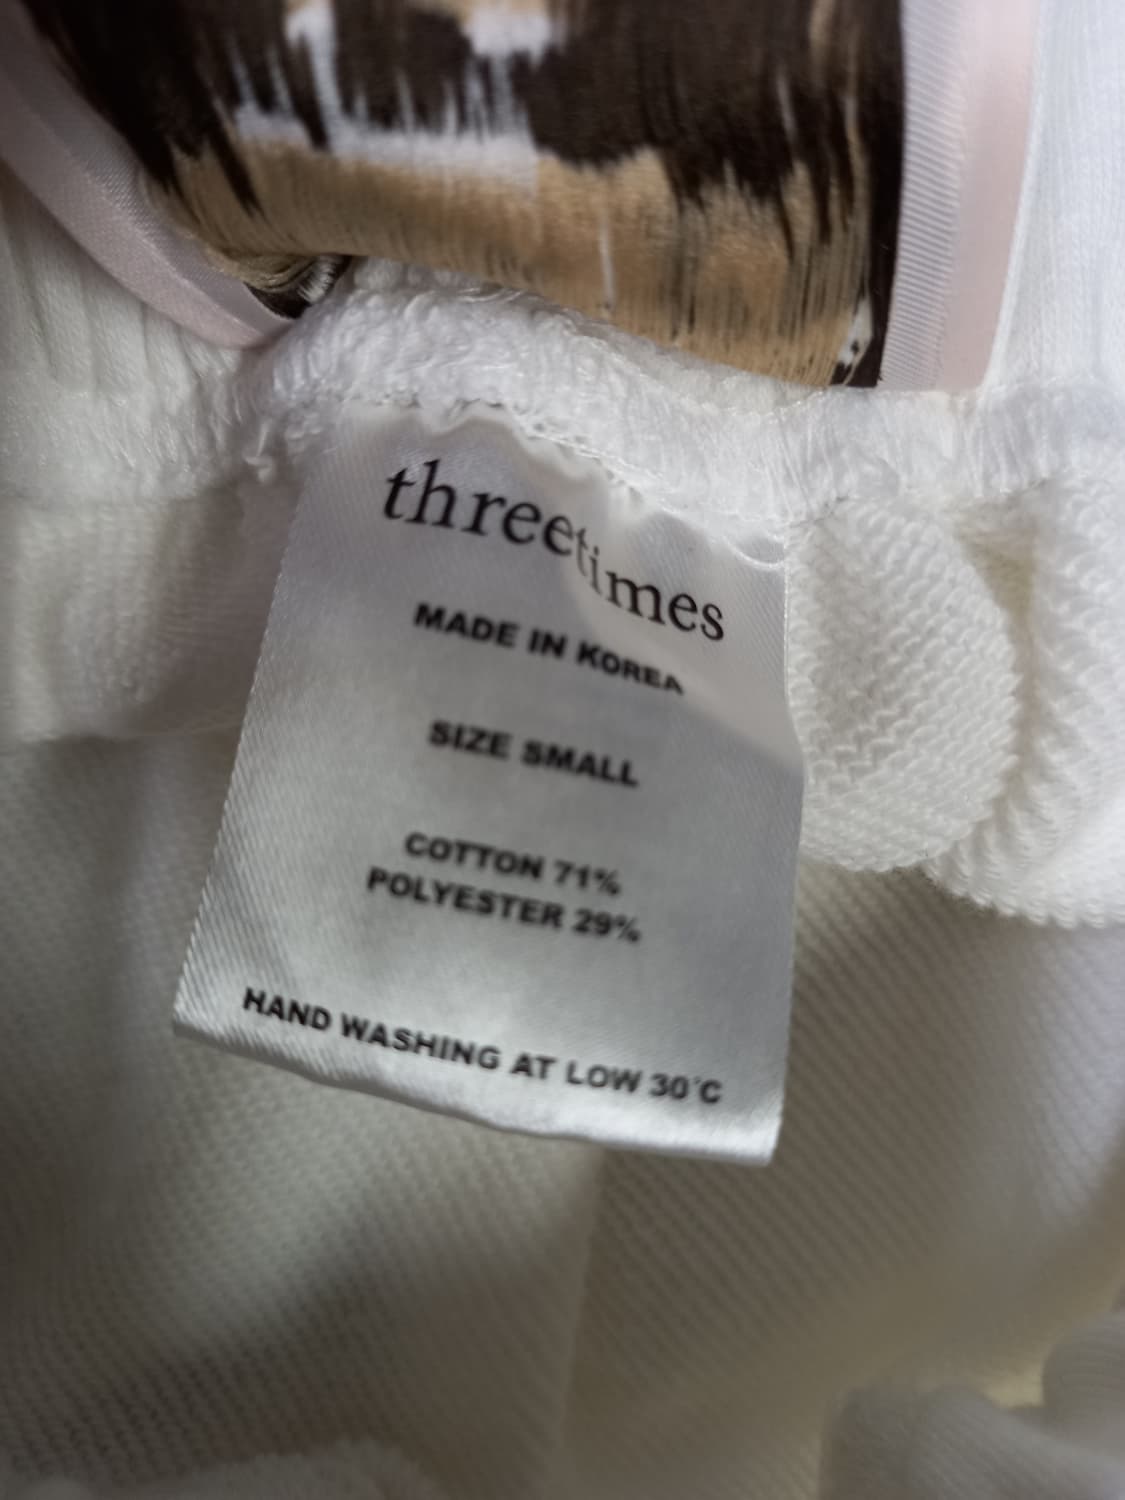 threetimes
MADE IN KOREA
SIZE SMALL
COTTON 71%
POLYESTER 29%
HAND WASHING AT LOW 30°C